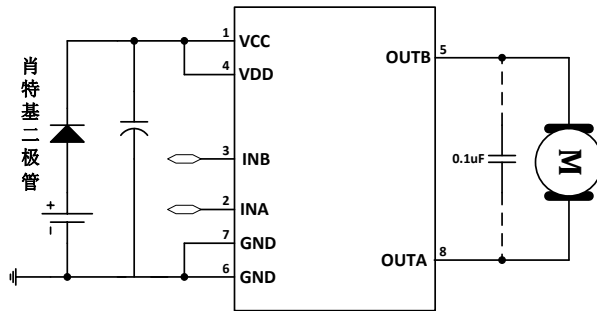 肖特基二极管
+
−
1 VCC
4 VDD
3 INB
2 INA
7 GND
6 GND
OUTB 5
OUTA 8
0.1uF
M